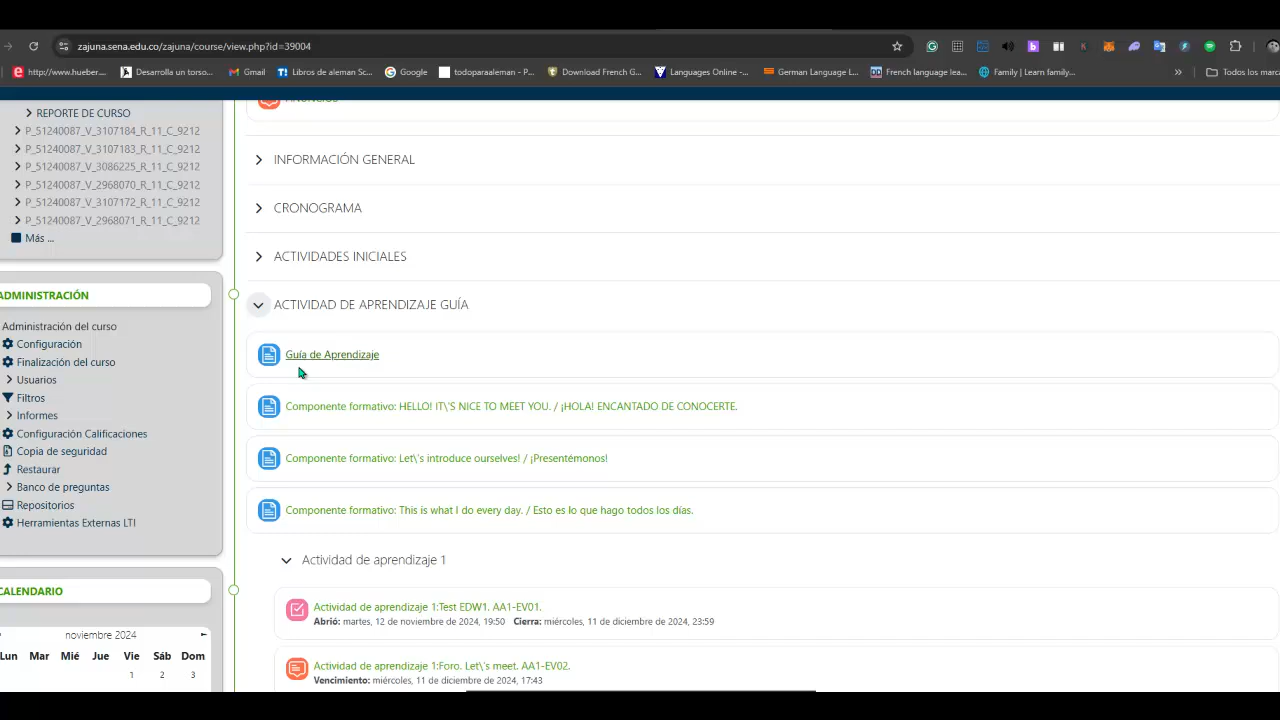 zajuna.sena.edu.co/zajuna/course/view.php?id=39004
http://www.hueber... Desarrolla un torso... Gmail Libros de aleman Sc... Google todoparaaleman - P... Download French G... Languages Online -... German Language L... French language lea... Family | Learn family... » Todos los marc
ANUNCIOS
REPORTE DE CURSO
P_51240087_V_3107184_R_11_C_9212
P_51240087_V_3107183_R_11_C_9212
P_51240087_V_3086225_R_11_C_9212
P_51240087_V_2968070_R_11_C_9212
P_51240087_V_3107172_R_11_C_9212
P_51240087_V_2968071_R_11_C_9212
Más ...
ADMINISTRACIÓN
Administración del curso
Configuración
Finalización del curso
Usuarios
Filtros
Informes
Configuración Calificaciones
Copia de seguridad
Restaurar
Banco de preguntas
Repositorios
Herramientas Externas LTI
CALENDARIO
noviembre 2024
Lun Mar Mié Jue Vie Sáb Dom
1 2 3
INFORMACIÓN GENERAL
CRONOGRAMA
ACTIVIDADES INICIALES
ACTIVIDAD DE APRENDIZAJE GUÍA
Guía de Aprendizaje
Componente formativo: HELLO! IT\'S NICE TO MEET YOU. / ¡HOLA! ENCANTADO DE CONOCERTE.
Componente formativo: Let\'s introduce ourselves! / ¡Presentémonos!
Componente formativo: This is what I do every day. / Esto es lo que hago todos los días.
Actividad de aprendizaje 1
Actividad de aprendizaje 1:Test EDW1. AA1-EV01.
Abrió: martes, 12 de noviembre de 2024, 19:50 Cierra: miércoles, 11 de diciembre de 2024, 23:59
Actividad de aprendizaje 1:Foro. Let\'s meet. AA1-EV02.
Vencimiento: miércoles, 11 de diciembre de 2024, 17:43